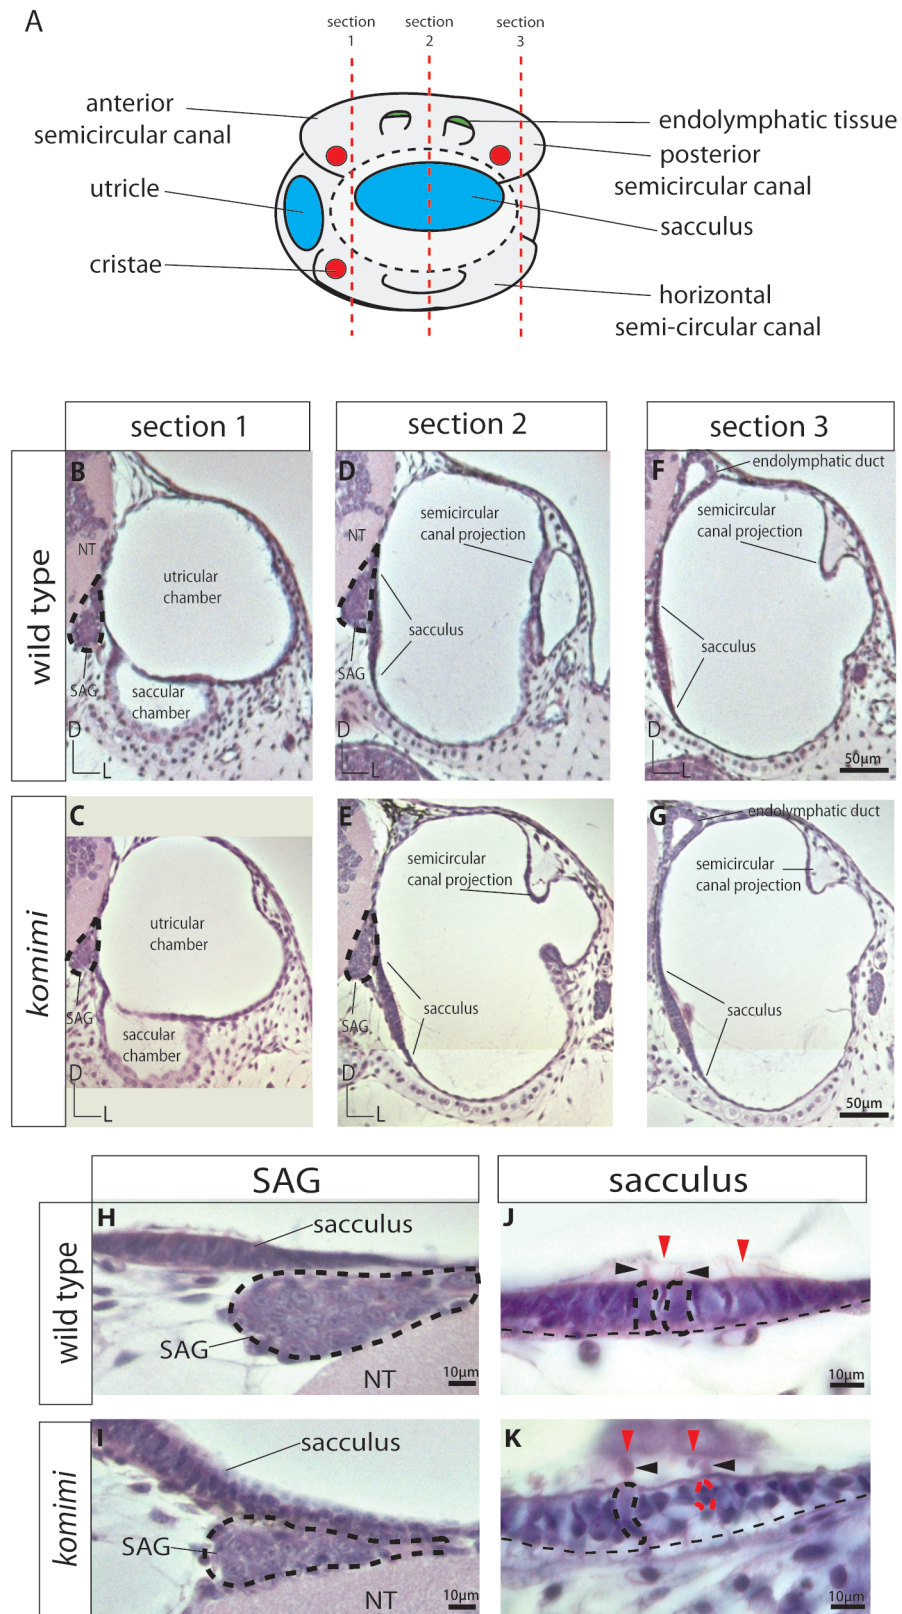 A
section
1
section
2
section
3
anterior
semicircular canal
utricle
cristae
endolymphatic tissue
posterior
semicircular canal
sacculus
horizontal
semi-circular canal
section 1
section 2
section 3
wild type
B
NT
utricular
chamber
SAG
saccular
chamber
D
L
D
semicircular
canal projection
NT
sacculus
SAG
D
L
F
endolymphatic duct
semicircular
canal projection
sacculus
D
L
50µm
komimi
C
utricular
chamber
SAG
saccular
chamber
D
L
E
semicircular
canal projection
sacculus
SAG
D
L
G
endolymphatic duct
semicircular
canal projection
sacculus
50µm
SAG
sacculus
wild type
H
sacculus
SAG
NT
10µm
J
10µm
komimi
I
sacculus
SAG
NT
10µm
K
10µm